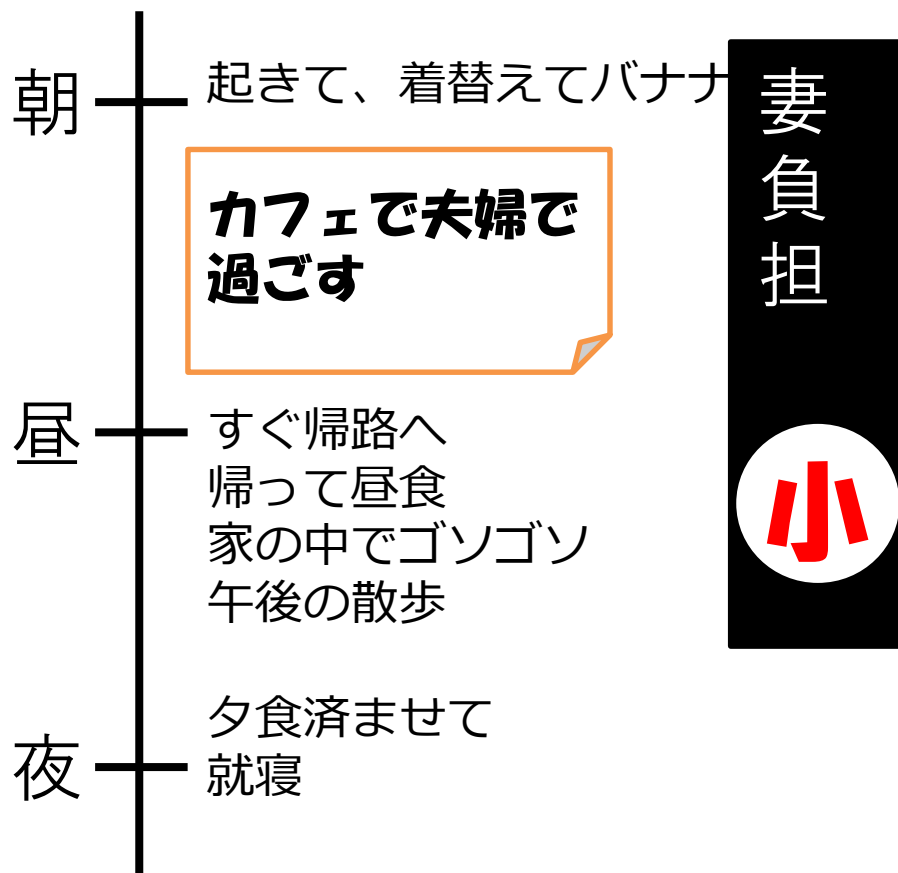 朝
起きて、着替えてバナナ
カフェで夫婦で
過ごす
昼
すぐ帰路へ
帰って昼食
家の中でゴソゴソ
午後の散歩
夜
夕食済ませて
就寝
妻負担
小